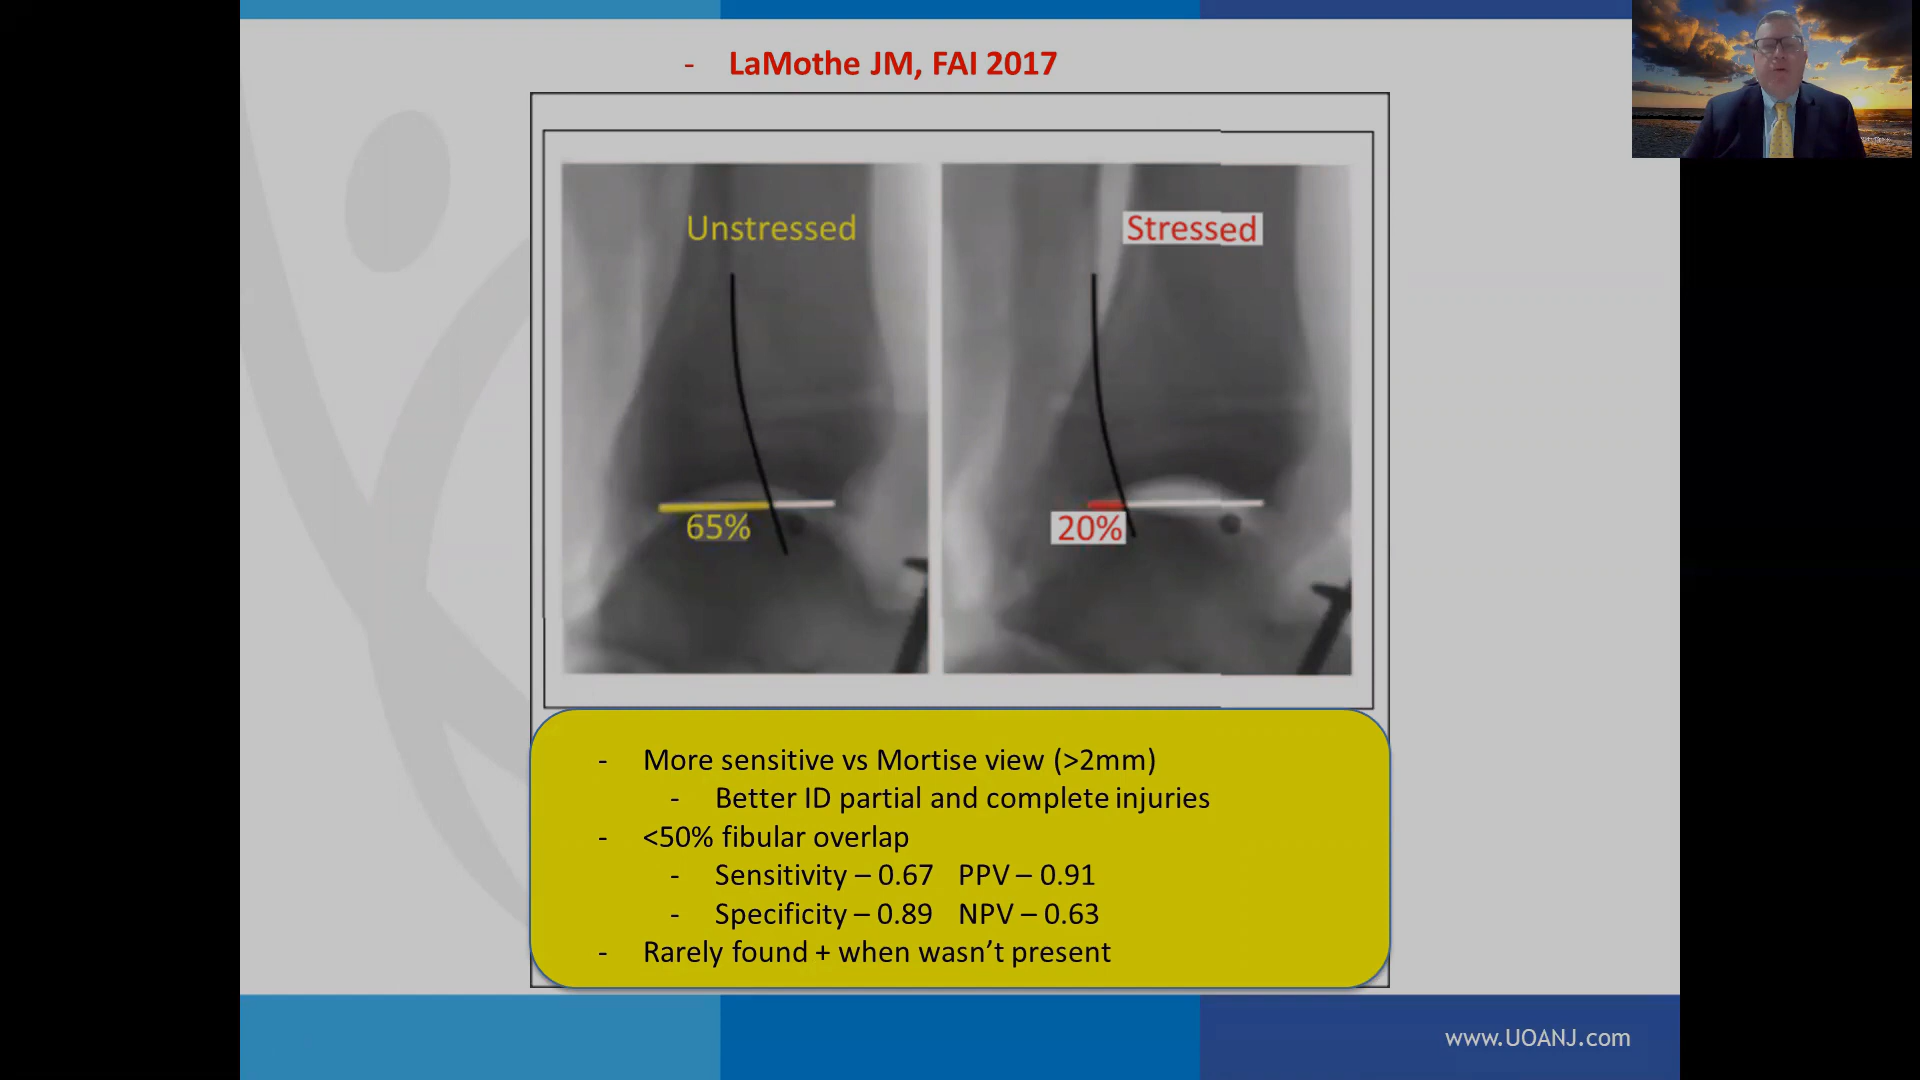 - LaMothe JM, FAI 2017
Unstressed
Stressed
65%
20%
- More sensitive vs Mortise view (>2mm)
- Better ID partial and complete injuries
- <50% fibular overlap
- Sensitivity – 0.67 PPV – 0.91
- Specificity – 0.89 NPV – 0.63
- Rarely found + when wasn't present
www.UOANJ.com